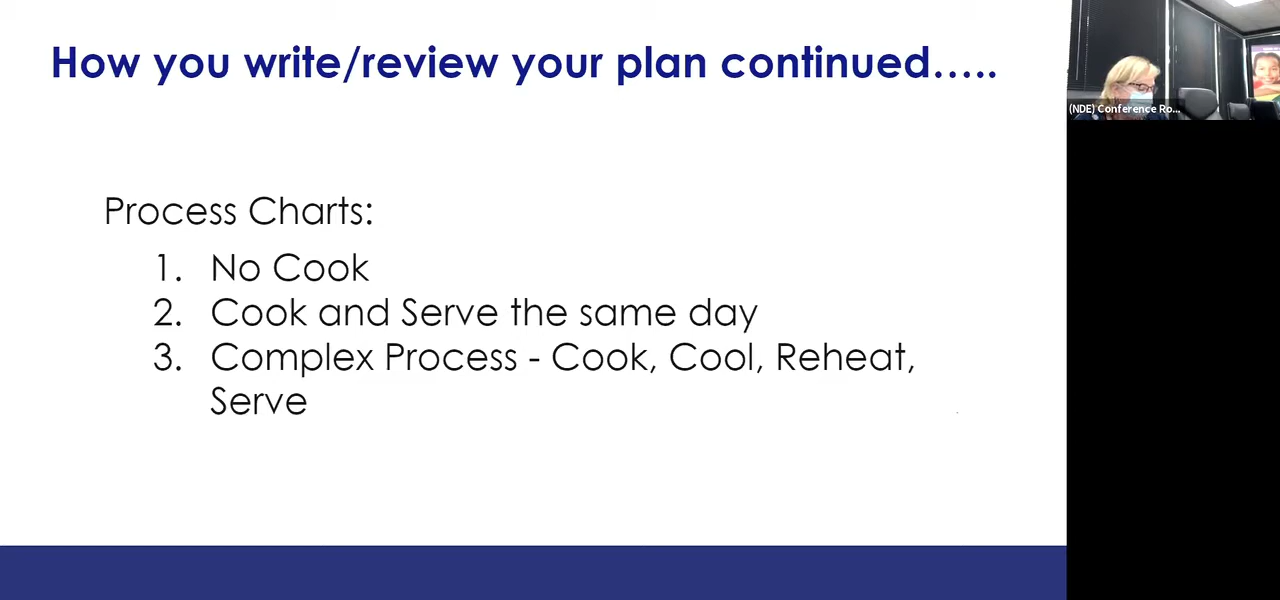 How you write/review your plan continued…..
Process Charts:
1. No Cook
2. Cook and Serve the same day
3. Complex Process - Cook, Cool, Reheat,
Serve
(NDE) Conference Ro...